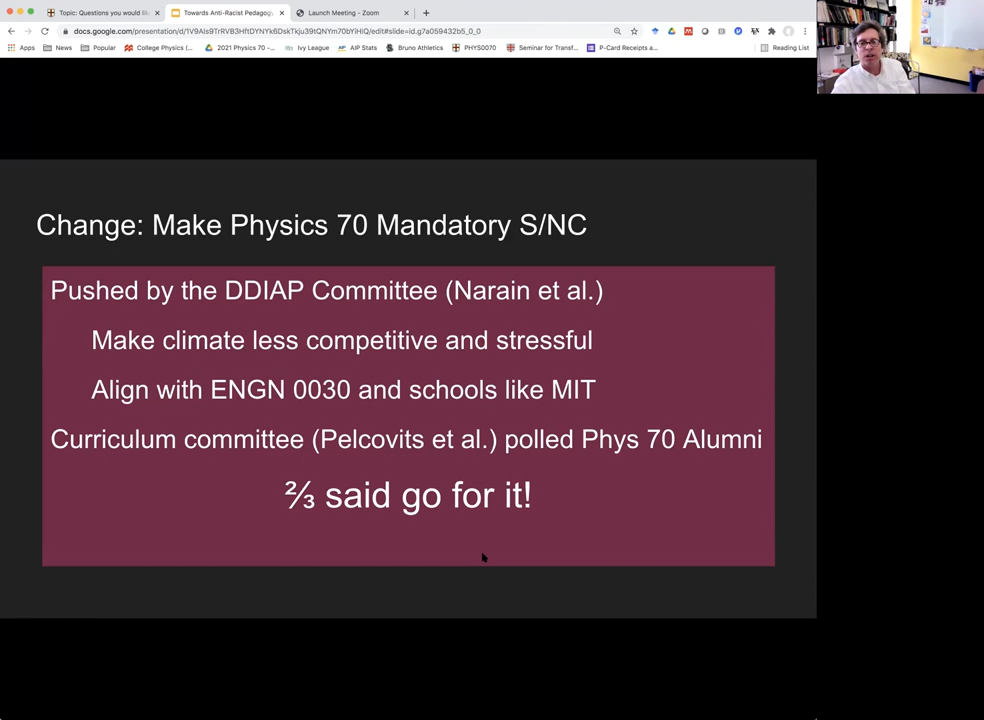 Topic: Questions you would lik
Towards Anti-Racist Pedagogy
Launch Meeting - Zoom
docs.google.com/presentation/d/1V9AIs9TrRVB3HftDYNYk6DskTkju39tQNYm70bYiHIQ/edit#slide=id.g7a059432b5_0_0
Apps
News
Popular
College Physics (...
2021 Physics 70 -...
Ivy League
AIP Stats
Bruno Athletics
PHYS0070
Seminar for Transf...
P-Card Receipts a...
Reading List
Change: Make Physics 70 Mandatory S/NC
Pushed by the DDIAP Committee (Narain et al.)
Make climate less competitive and stressful
Align with ENGN 0030 and schools like MIT
Curriculum committee (Pelcovits et al.) polled Phys 70 Alumni
⅔ said go for it!